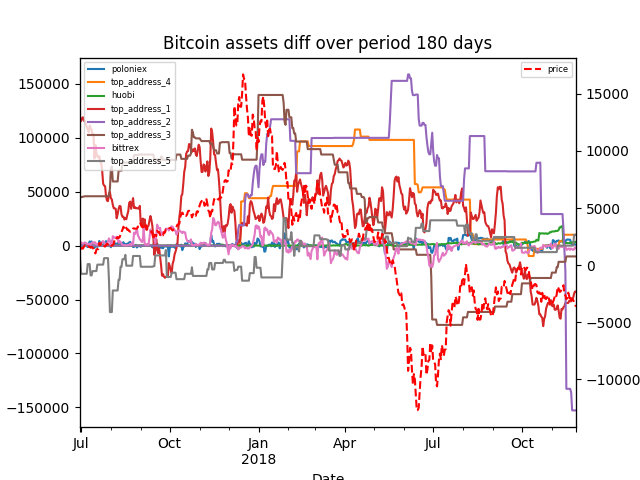 Bitcoin assets diff over period 180 days
poloniex
top_address_4
huobi
top_address_1
top_address_2
top_address_3
bittrex
top_address_5
price
150000
100000
50000
0
−50000
−100000
−150000
15000
10000
5000
0
−5000
−10000
Jul
Oct
Jan
2018
Apr
Jul
Oct
Date